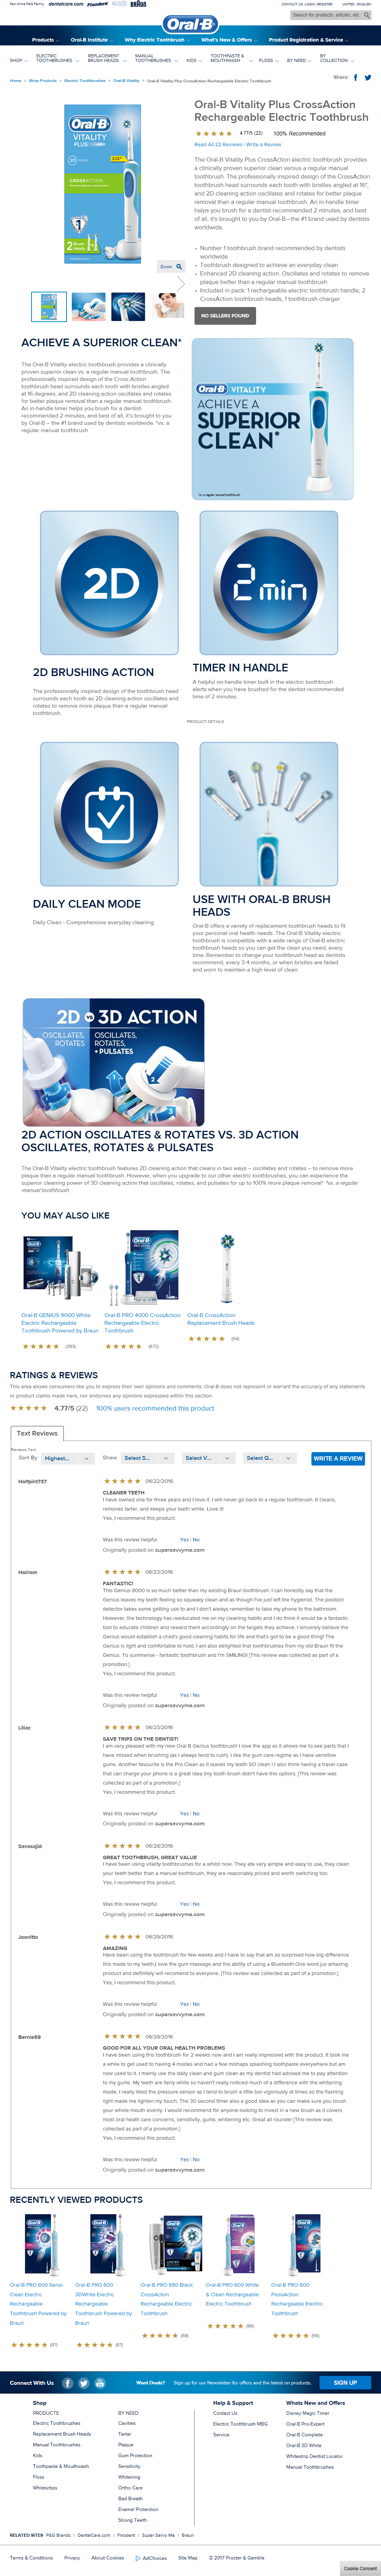 Part of the P&G Family: dentalcare.com Fixodent BRAUN
CONTACT US LOGIN REGISTER UNITED - ENGLISH
Search for products, articles, etc.
Oral-B
Products Oral-B Institute Why Electric Toothbrush What's New & Offers Product Registration & Service
SHOP ELECTRIC TOOTHBRUSHES REPLACEMENT BRUSH HEADS MANUAL TOOTHBRUSHES KIDS TOOTHPASTE & MOUTHWASH FLOSS BY NEED BY COLLECTION
Home > Shop Products > Electric Toothbrushes > Oral-B Vitality > Oral-B Vitality Plus CrossAction Rechargeable Electric Toothbrush
Share:
Oral-B Vitality Plus CrossAction
Rechargeable Electric Toothbrush
4.77/5 (22) 100% Recommended
Read All 22 Reviews | Write a Review
The Oral-B Vitality Plus CrossAction electric toothbrush provides
a clinically proven superior clean versus a regular manual
toothbrush. The professionally inspired design of the CrossAction
toothbrush head surrounds each tooth with bristles angled at 16°,
and 2D cleaning action oscillates and rotates for better plaque
removal than a regular manual toothbrush. An in-handle timer
helps you brush for a dentist-recommended 2 minutes, and best
of all, it's brought to you by Oral-B—the #1 brand used by dentists
worldwide.
Number 1 toothbrush brand recommended by dentists
worldwide
Toothbrush designed to achieve an everyday clean
Enhanced 2D cleaning action. Oscillates and rotates to remove
plaque better than a regular manual toothbrush
Included in pack: 1 rechargeable electric toothbrush handle, 2
CrossAction toothbrush heads, 1 toothbrush charger
NO SELLERS FOUND
Oral-B
VITALITY
PLUS
CROSSACTION
2 Brush Heads
Zoom
ACHIEVE A SUPERIOR CLEAN*
The Oral-B Vitality electric toothbrush provides a clinically
proven superior clean vs. a regular manual toothbrush. The
professionally inspired design of the Cross Action
toothbrush head surrounds each tooth with bristles angled
at 16 degrees, and 2D cleaning action oscillates and rotates
for better plaque removal than a regular manual toothbrush.
An in-handle timer helps you brush for a dentist-
recommended 2 minutes, and best of all, it's brought to you
by Oral-B – the #1 brand used by dentists worldwide. *vs. a
regular manual toothbrush
Oral-B VITALITY
ACHIEVE A
SUPERIOR
CLEAN*
*vs. a regular manual toothbrush
2D
2 min
2D BRUSHING ACTION
The professionally inspired design of the toothbrush head
surrounds each tooth as 2D cleaning action oscillates and
rotates to remove more plaque than a regular manual
toothbrush.
TIMER IN HANDLE
A helpful on-handle timer built in the electric toothbrush
alerts when you have brushed for the dentist-recommended
time of 2 minutes.
PRODUCT DETAILS
DAILY CLEAN MODE
Daily Clean - Comprehensive everyday cleaning
USE WITH ORAL-B BRUSH
HEADS
Oral-B offers a variety of replacement toothbrush heads to fit
your personal oral health needs. The Oral-B Vitality electric
toothbrush is compatible with a wide range of Oral-B electric
toothbrush heads so you can get the clean you need, every
time. Remember to change your toothbrush head as dentists
recommend, every 3-4 months, or when bristles are faded
and worn to maintain a high level of clean.
2D vs 3D ACTION
OSCILLATES, ROTATES
OSCILLATES, ROTATES, + PULSATES
1
2
3
2D ACTION OSCILLATES & ROTATES VS. 3D ACTION
OSCILLATES, ROTATES & PULSATES
The Oral-B Vitality electric toothbrush features 2D cleaning action that cleans in two ways – oscillates and rotates – to remove more
plaque than a regular manual toothbrush. However, when you upgrade to our other electric toothbrushes, you can experience the
superior cleaning power of 3D cleaning action that oscillates, rotates, and pulsates for up to 100% more plaque removal* *vs. a regular
manual toothbrush.
YOU MAY ALSO LIKE
Oral-B GENIUS 9000 White
Electric Rechargeable
Toothbrush Powered by Braun
(283)
Oral-B PRO 4000 CrossAction
Rechargeable Electric
Toothbrush
(672)
Oral-B CrossAction
Replacement Brush Heads
(56)
RATINGS & REVIEWS
This area allows consumers like you to express their own opinions and comments. Oral-B does not represent or warrant the accuracy of any statements
or product claims made here, nor endorses any opinions expressed within this section.
4.77/5 (22) 100% users recommended this product
Text Reviews
Reviews Text
Sort By Highest... Show Select S... Select V... Select Q... WRITE A REVIEW
Halfpint737 06/22/2016
CLEANER TEETH
I have owned one for three years and I love it. I will never go back to a regular toothbrush. It cleans,
removes tarter, and keeps your teeth white. Love it!
Yes, I recommend this product.
Was this review helpful Yes | No
Originally posted on supersavvyme.com
Hairiam 06/23/2016
FANTASTIC!
This Genius 8000 is so much better than my existing Braun toothbrush. I can honestly say that the
Genius leaves my teeth feeling so squeaky clean and as though I've just left the hygienist. The other
toothbrush takes some getting use to and I don't always remember to take my phone to the bathroom.
However, the technology has reeducated me on my cleaning habits and I do think it would be a fantastic
tool to educate children and reward them accordingly on the targets they achieve. I sincerely believe the
Genius would enhance a child's good cleaning habits for life and that's got to be a good thing! The
Genius is light and comfortable to hold. I am also delighted that toothbrushes from my old Braun fit the
Genius. To summarise - fantastic toothbrush and I'm SMILING! [This review was collected as part of a
promotion.]
Yes, I recommend this product.
Was this review helpful Yes | No
Originally posted on supersavvyme.com
Liliac 06/23/2016
SAVE TRIPS ON THE DENTIST!
I am very pleased with my new Oral B Genius toothbrush! I love the app as it allows me to see parts that I
have missed when brushing (as I always tend to rush). I like the gum care regime as I have sensitive
gums. Another favourite is the Pro Clean as it leaves my teeth SO clean ! I also think having a travel case
that can charge your phone is a great idea my tooth brush didn't have this option). [This review was
collected as part of a promotion.]
Yes, I recommend this product.
Was this review helpful Yes | No
Originally posted on supersavvyme.com
Sanasajid 06/28/2016
GREAT TOOTHBRUSH, GREAT VALUE
I have been using vitality toothbrushes for a whilst now. They are very simple and easy to use, they clean
your teeth better than manual toothbrush, they are reasonably priced and worth switching too.
Yes, I recommend this product.
Was this review helpful Yes | No
Originally posted on supersavvyme.com
Joanitta 06/29/2016
AMAZING
Have been using the toothbrush for few weeks and I have to say that am so surprised how big difference
this made to my teeth.I love the gum massage and the ability of using a Bluetooth.One word jus amazing
product and definitely will recommend to everyone. [This review was collected as part of a promotion.]
Yes, I recommend this product.
Was this review helpful Yes | No
Originally posted on supersavvyme.com
Bernie59 06/29/2016
GOOD FOR ALL YOUR ORAL HEALTH PROBLEMS
I have been using this toothbrush for 2 weeks now and I am really impressed with the product. It took me
a while to get used to having 4 modes and had a few mishaps splashing toothpaste everywhere but am
now used to it. I mainly use the daily clean and gum clean as my dentist had advised me to pay attention
to my gums. My teeth are fairly white so haven't really noticed much of a difference with the whitening
mode. I really liked the pressure sensor as I tend to brush a little too vigorously at times so the flashing
light made me lighten my touch. The 30 second timer also a good idea as you can make sure you brush
your whole mouth evenly. I would recommend this product for anyone investing in a new brush as it covers
most oral health care concerns, sensitivity, gums, whitening etc. Great all rounder [This review was
collected as part of a promotion.]
Yes, I recommend this product.
Was this review helpful Yes | No
Originally posted on supersavvyme.com
RECENTLY VIEWED PRODUCTS
Oral-B PRO 600 Sensi-
Clean Electric
Rechargeable
Toothbrush Powered by
Braun
(87)
Oral-B PRO 600
3DWhite Electric
Rechargeable
Toothbrush Powered by
Braun
(87)
Oral-B PRO 650 Black
CrossAction
Rechargeable Electric
Toothbrush
(68)
Oral-B PRO 600 White
& Clean Rechargeable
Electric Toothbrush
(86)
Oral-B PRO 600
FlossAction
Rechargeable Electric
Toothbrush
(66)
Connect With Us Want Deals? Sign up for our Newsletter for offers and the latest on products. SIGN UP
Shop
PRODUCTS
Electric Toothbrushes
Replacement Brush Heads
Manual Toothbrushes
Kids
Toothpaste & Mouthwash
Floss
Whitestrips
BY NEED
Cavities
Tartar
Plaque
Gum Protection
Sensitivity
Whitening
Ortho Care
Bad Breath
Enamel Protection
Strong Teeth
Help & Support
Contact Us
Electric Toothbrush MBG
Service
Whats New and Offers
Disney Magic Timer
Oral-B Pro-Expert
Oral-B Complete
Oral-B 3D White
Whitestrip Dentist Locator
Manual Toothbrushes
RELATED SITES P&G Brands | DentalCare.com | Fixodent | Super Savvy Me | Braun
Terms & Conditions Privacy About Cookies AdChoices Site Map © 2017 Procter & Gamble
Cookie Consent